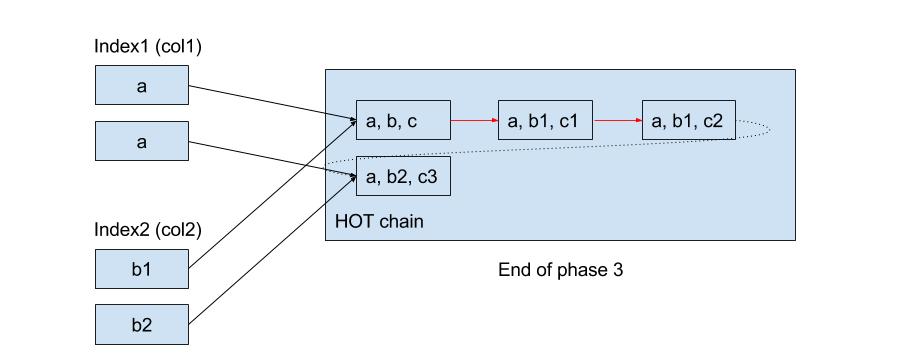 Index1 (col1)
a
a
Index2 (col2)
b1
b2
a, b, c
a, b1, c1
a, b1, c2
a, b2, c3
HOT chain
End of phase 3